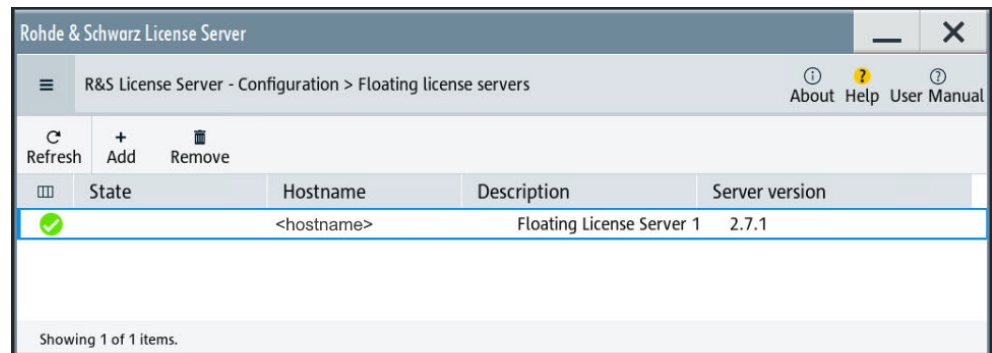 Rohde & Schwarz License Server
R&S License Server - Configuration > Floating license servers
About Help User Manual
Refresh Add Remove
State Hostname Description Server version
<hostname> Floating License Server 1 2.7.1
Showing 1 of 1 items.